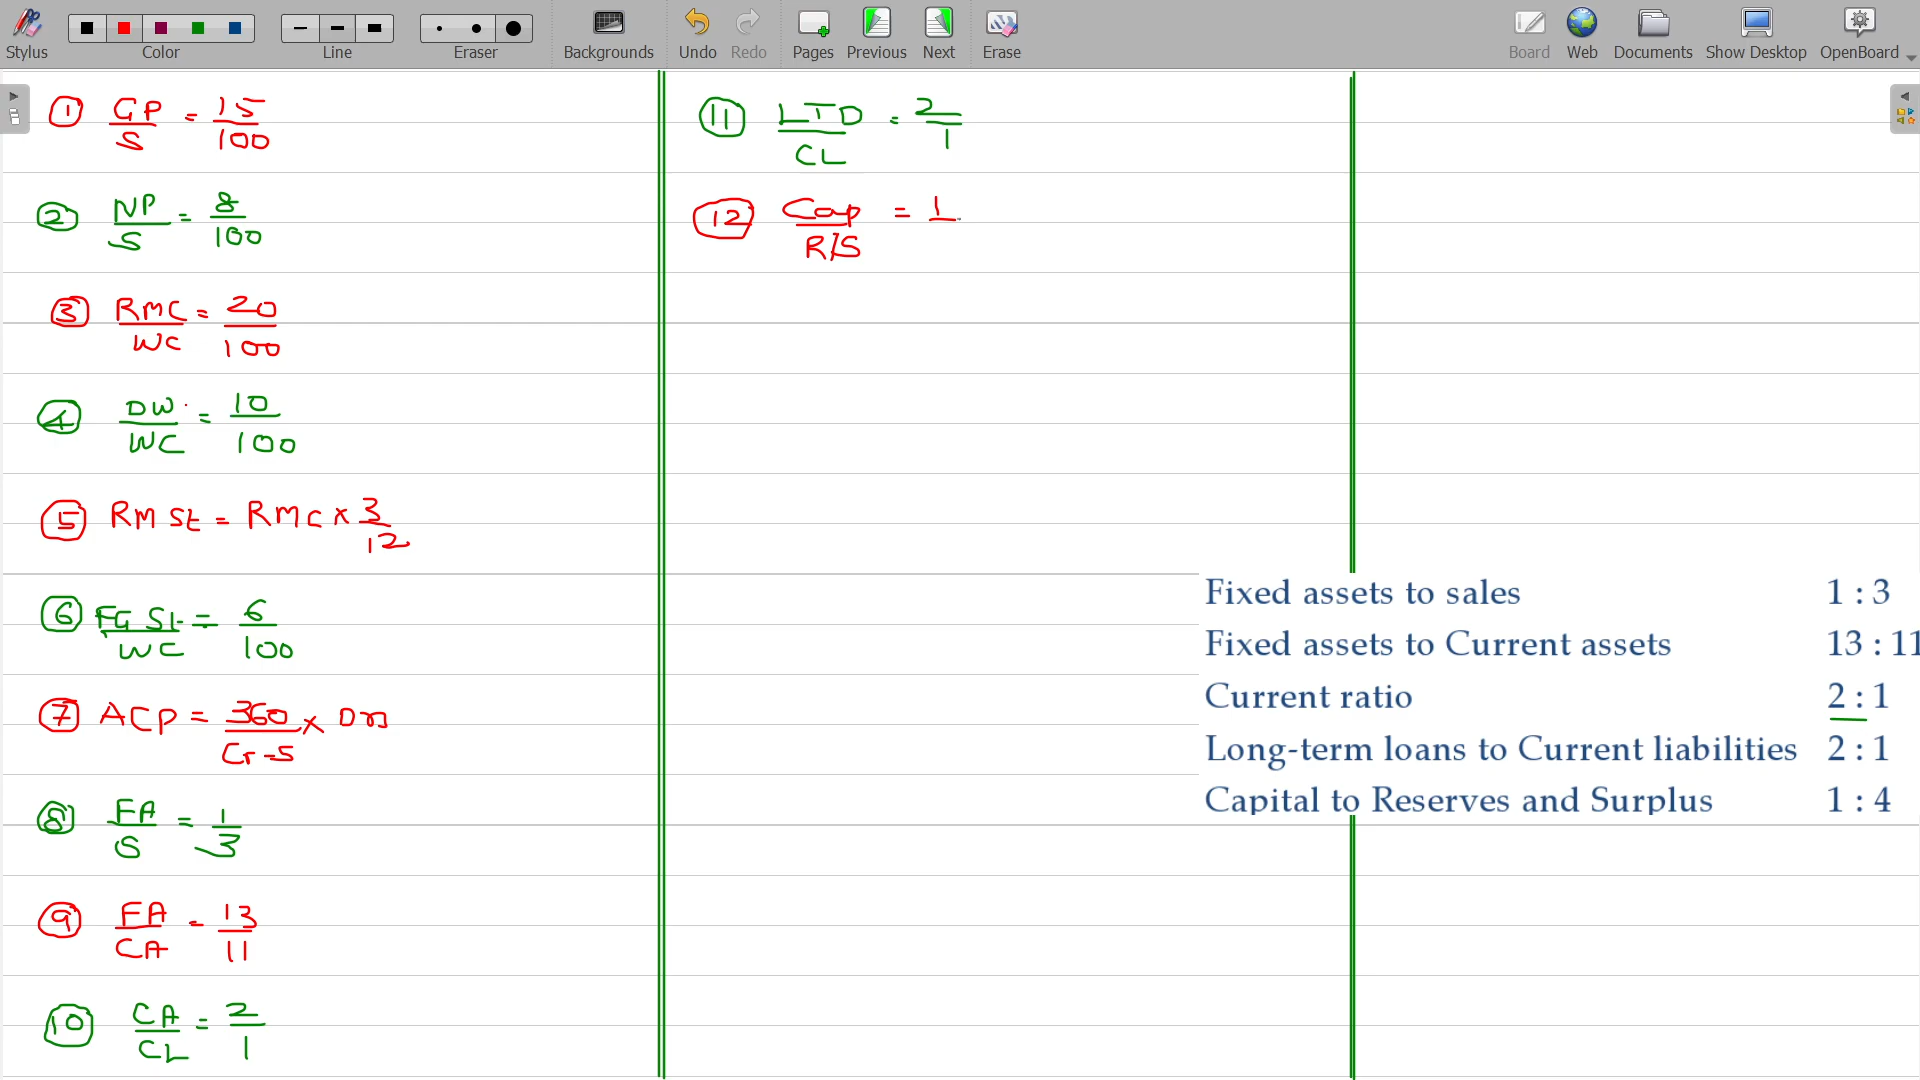 Stylus Color Line Eraser Backgrounds Undo Redo Pages Previous Next Erase Board Web Documents Show Desktop OpenBoard
① GP/S = 15/100
② NP/S = 8/100
③ RMC/WC = 20/100
④ DW/WC = 10/100
⑤ RM St = RMC × 3/12
⑥ FG St/WC = 6/100
⑦ ACP = 360/Cr-S × Drs
⑧ FA/S = 1/3
⑨ FA/CA = 13/11
⑩ CA/CL = 2/1
⑪ LTD/CL = 2/1
⑫ Cap/R/S = 1
Fixed assets to sales 1 : 3
Fixed assets to Current assets 13 : 11
Current ratio 2 : 1
Long-term loans to Current liabilities 2 : 1
Capital to Reserves and Surplus 1 : 4